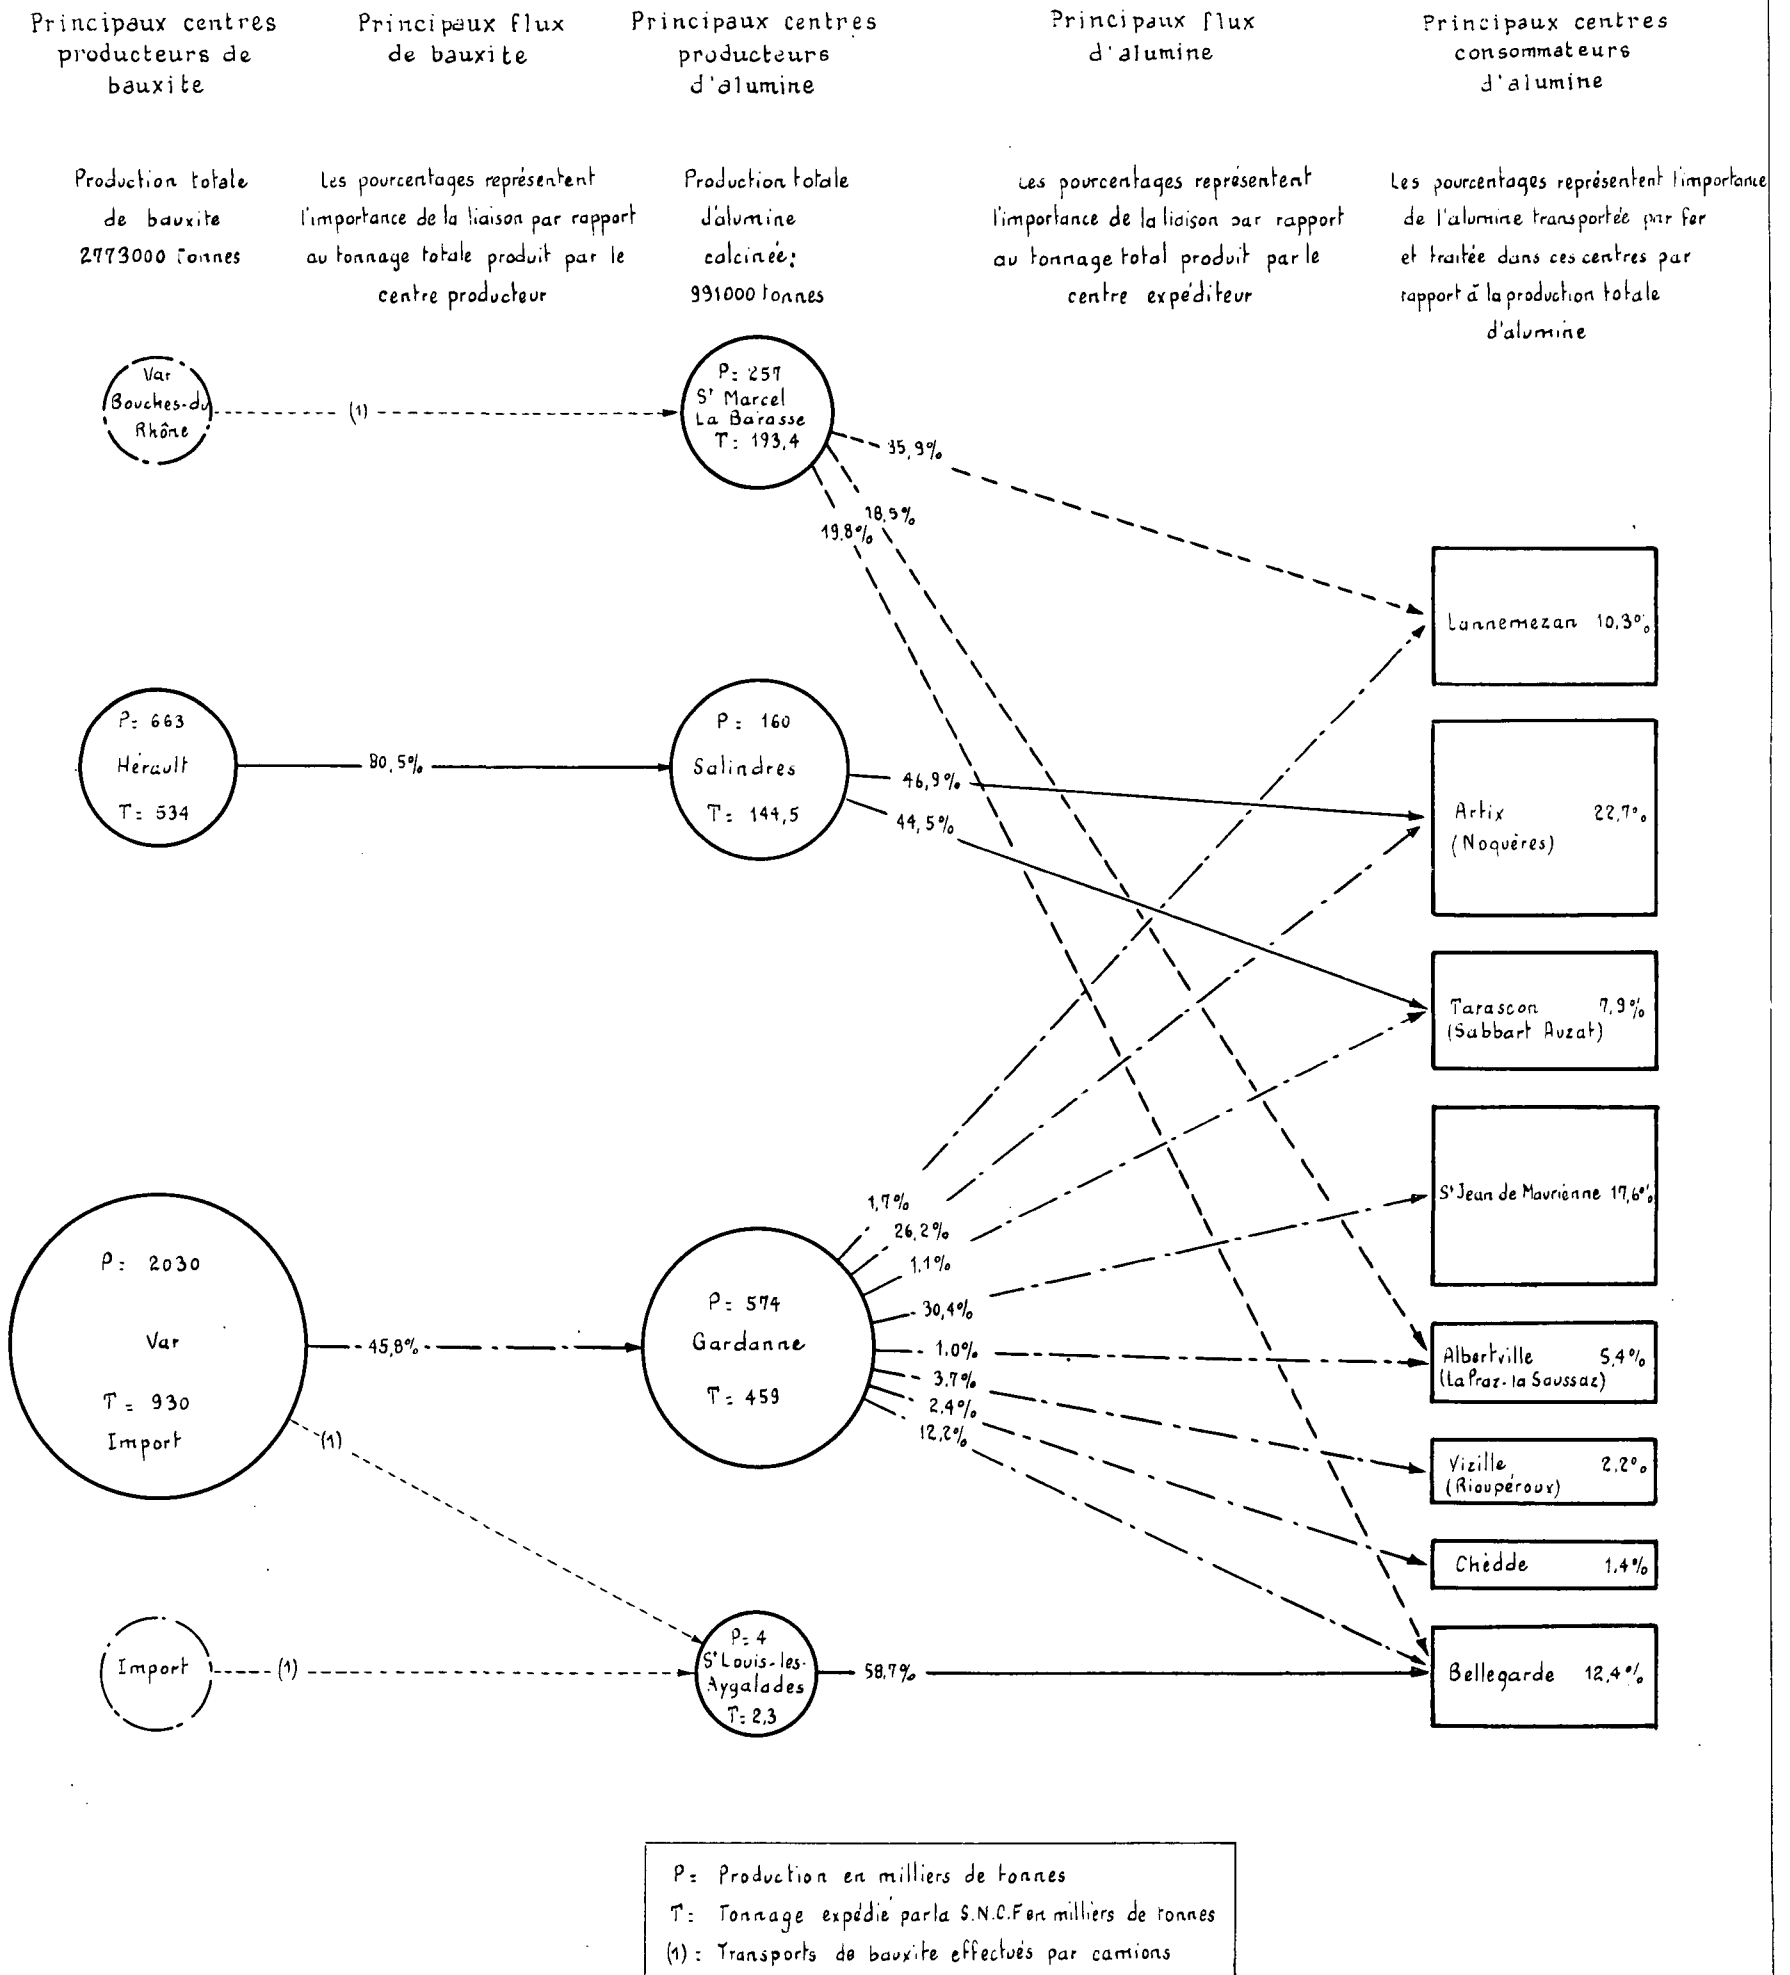 Principaux centres
producteurs de
bauxite
Principaux flux
de bauxite
Principaux centres
producteurs
d'alumine
Principaux flux
d'alumine
Principaux centres
consommateurs
d'alumine
Production totale
de bauxite
2773000 Tonnes
Les pourcentages représentent
l'importance de la liaison par rapport
au tonnage totale produit par le
centre producteur
Production totale
d'alumine
calcinée:
991000 tonnes
Les pourcentages représentent
l'importance de la liaison par rapport
au tonnage total produit par le
centre expéditeur
Les pourcentages représentent l'importance
de l'alumine transportée par fer
et traitée dans ces centres par
rapport à la production totale
d'alumine
Var
Bouches-du
Rhône
(1)
P: 257
St Marcel
La Barasse
T: 193,4
35,9%
18,5%
19,8%
Lannemezan 10,3%
P: 663
Hérault
T: 534
80,5%
P: 160
Salindres
T: 144,5
46,9%
44,5%
Artix 22,7%
(Noguères)
Tarascon 7,9%
(Sabbart Auzat)
St Jean de Maurienne 17,6%
P: 2030
Var
T = 930
Import
45,8%
(1)
P: 574
Gardanne
T: 459
1,7%
26,2%
1,1%
30,4%
1,0%
3,7%
2,4%
12,2%
Albertville 5,4%
(La Praz-la Saussaz)
Vizille 2,2%
(Rioupéroux)
Chedde 1,4%
Import
(1)
P: 4
St Louis-les-
Aygalades
T: 2,3
58,7%
Bellegarde 12,4%
P: Production en milliers de tonnes
T: Tonnage expédié par la S.N.C.F en milliers de tonnes
(1): Transports de bauxite effectués par camions